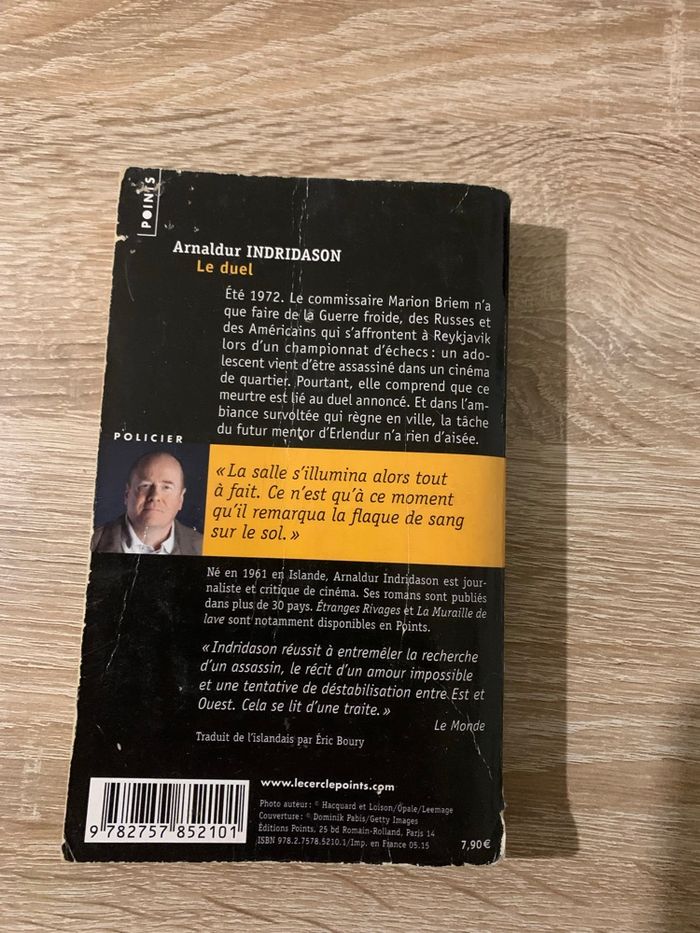 POINTS
Arnaldur INDRIDASON
Le duel
Été 1972. Le commissaire Marion Briem n'a
que faire de la Guerre froide, des Russes et
des Américains qui s'affrontent à Reykjavik
lors d'un championnat d'échecs : un ado-
lescent vient d'être assassiné dans un cinéma
de quartier. Pourtant, elle comprend que ce
meurtre est lié au duel annoncé. Et dans l'am-
biance survoltée qui règne en ville, la tâche
du futur mentor d'Erlendur n'a rien d'aisée.
POLICIER
« La salle s'illumina alors tout
à fait. Ce n'est qu'à ce moment
qu'il remarqua la flaque de sang
sur le sol. »
Né en 1961 en Islande, Arnaldur Indridason est jour-
naliste et critique de cinéma. Ses romans sont publiés
dans plus de 30 pays. Étranges Rivages et La Muraille de
lave sont notamment disponibles en Points.
« Indridason réussit à entremêler la recherche
d'un assassin, le récit d'un amour impossible
et une tentative de déstabilisation entre Est et
Ouest. Cela se lit d'une traite. »
Le Monde
Traduit de l'islandais par Éric Boury
www.lecerclepoints.com
Photo auteur : © Hacquard et Loison/Opale/Leemage
Couverture : © Dominik Pabis/Getty Images
Éditions Points, 25 bd Romain-Rolland, Paris 14
ISBN 978.2.7578.5210.1/Imp. en France 05.15
7,90€
9 782757 852101